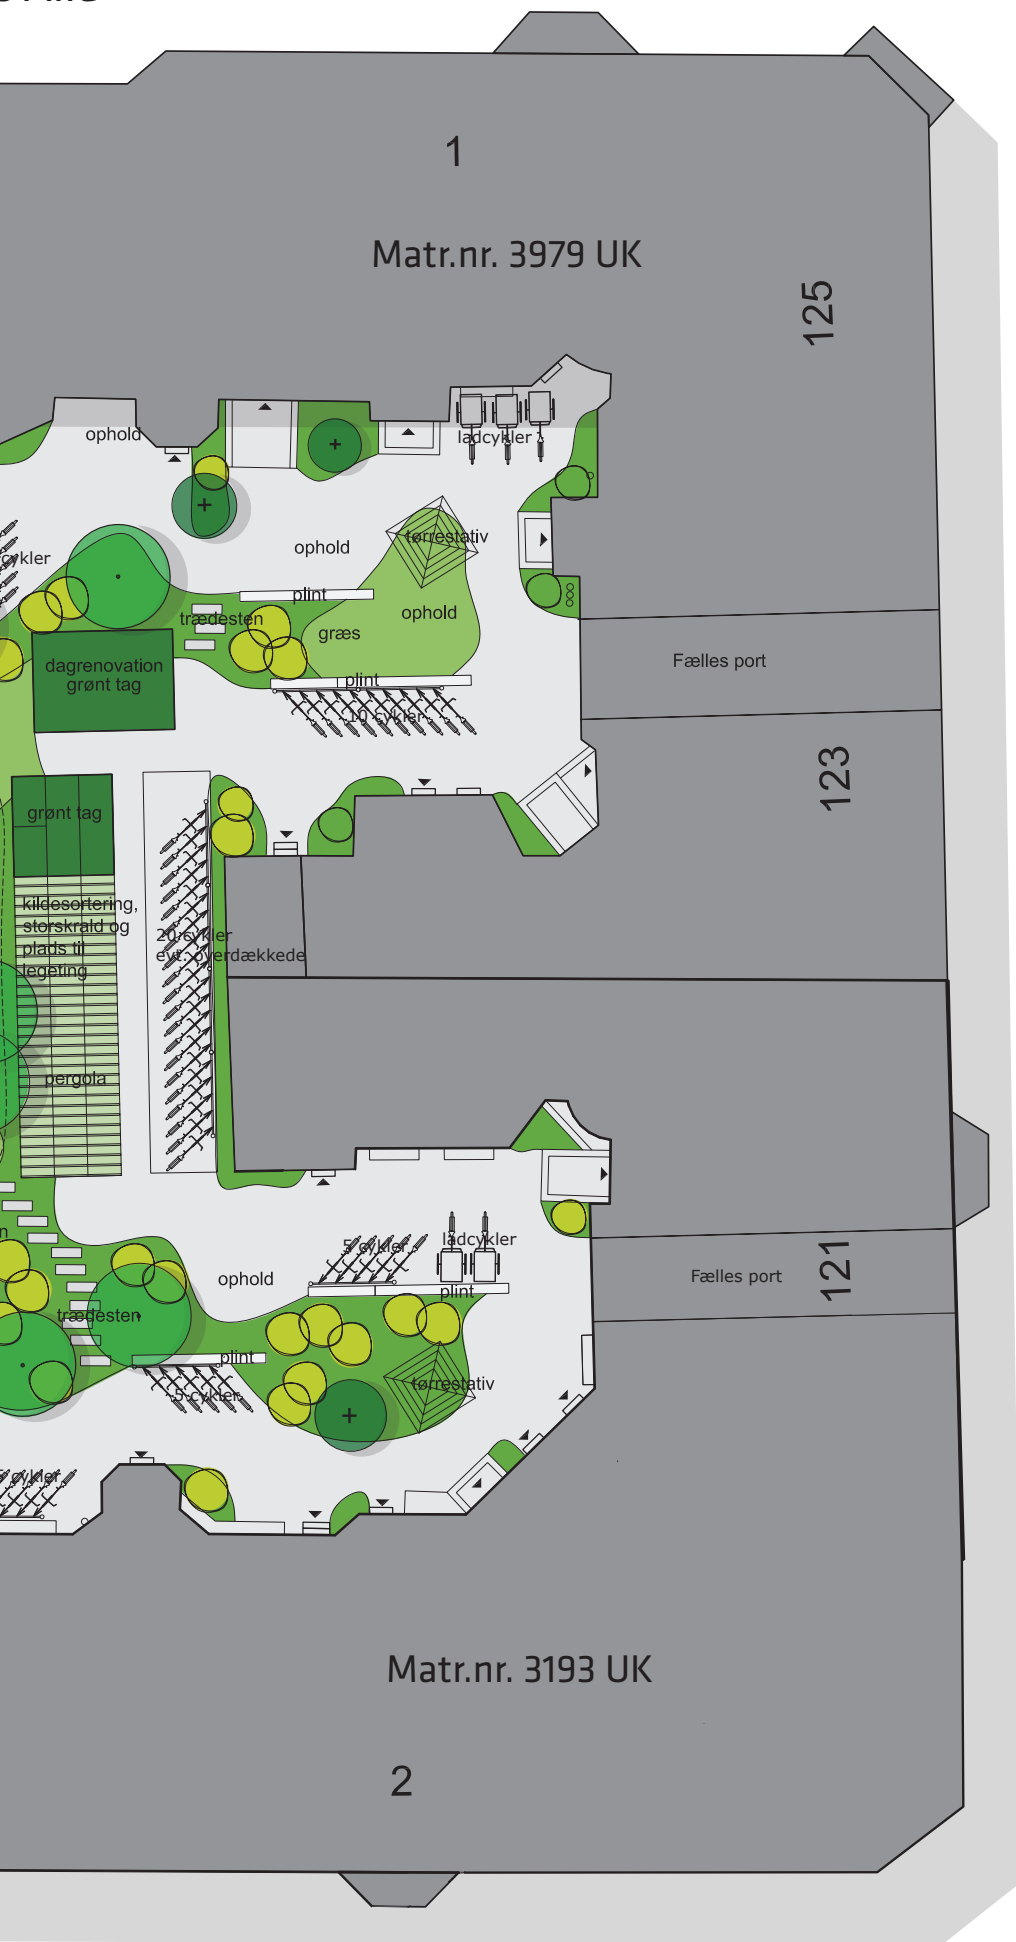 1
Matr.nr. 3979 UK
125
ophold
ladcykler
tørrestativ
ophold
cykler
plint
ophold
trædesten
græs
dagrenovation
grønt tag
Fælles port
plint
10 cykler
123
grønt tag
kildesortering,
storskrald og
plads til
legeting
20 cykler
evt. overdækkede
pergola
5 cykler
ladcykler
121
Fælles port
ophold
plint
trædesten
plint
5 cykler
tørrestativ
5 cykler
Matr.nr. 3193 UK
2